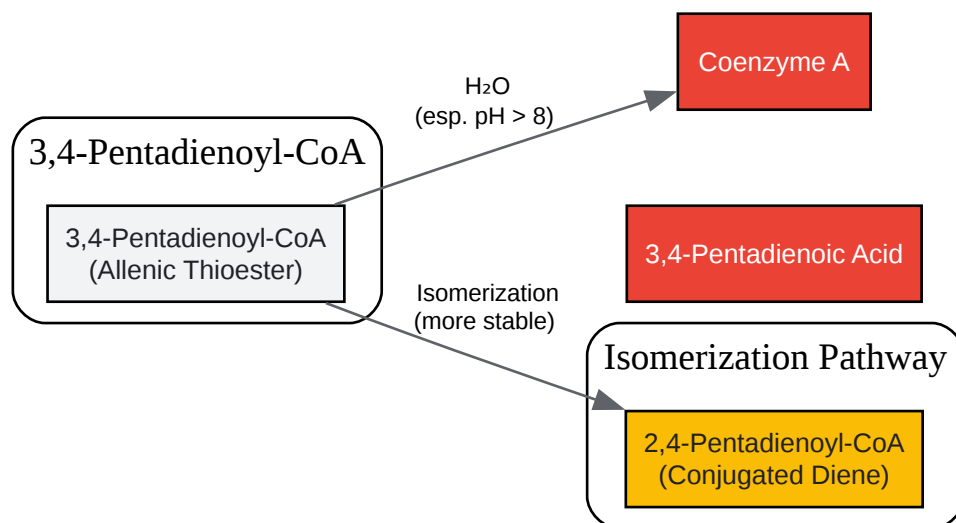 3,4-Pentadienoyl-CoA
3,4-Pentadienoyl-CoA
(Allenic Thioester)
H₂O
(esp. pH > 8)
Coenzyme A
3,4-Pentadienoic Acid
Isomerization
(more stable)
Isomerization Pathway
2,4-Pentadienoyl-CoA
(Conjugated Diene)